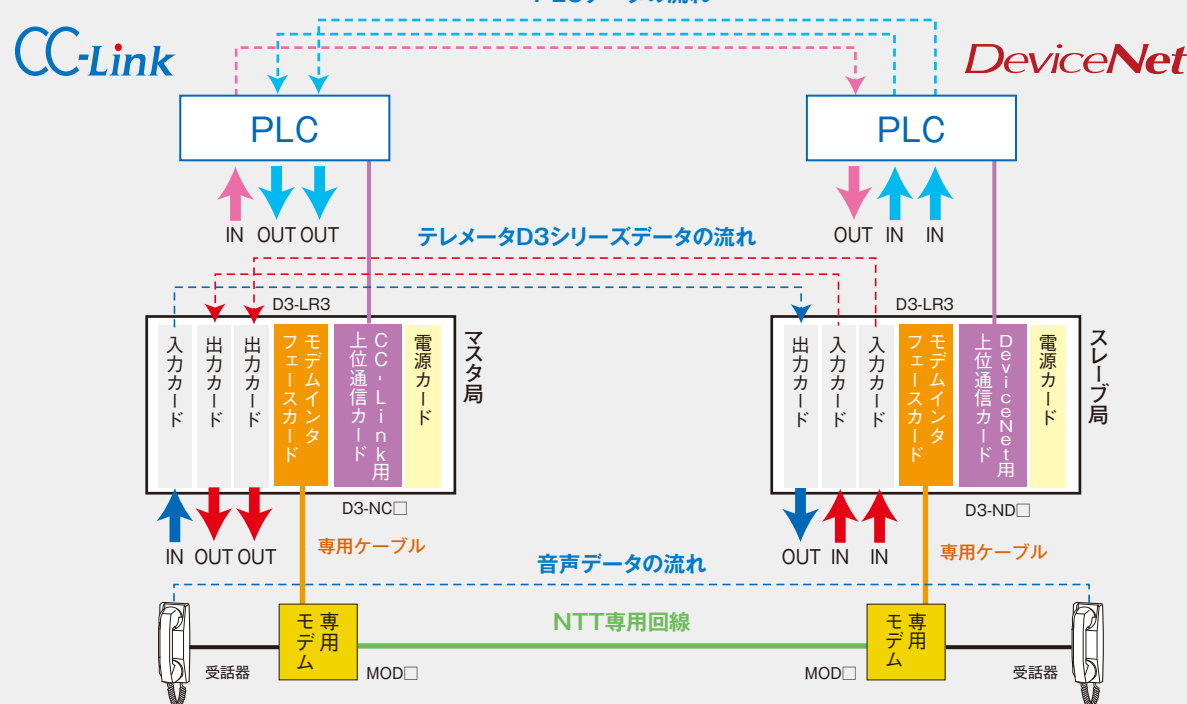 CC-Link
DeviceNet
PLC
PLC
IN OUT OUT
OUT IN IN
テレメータD3シリーズデータの流れ
D3-LR3
D3-LR3
入力カード
出力カード
出力カード
モデムインタ
フェースカード
CC-Link用
上位通信カード
電源カード
マスタ局
出力カード
入力カード
入力カード
モデムインタ
フェースカード
DeviceNet用
上位通信カード
電源カード
スレーブ局
D3-NC□
D3-ND□
IN OUT OUT
専用ケーブル
OUT IN IN
専用ケーブル
音声データの流れ
専用
モデム
NTT専用回線
専用
モデム
受話器
MOD□
MOD□
受話器